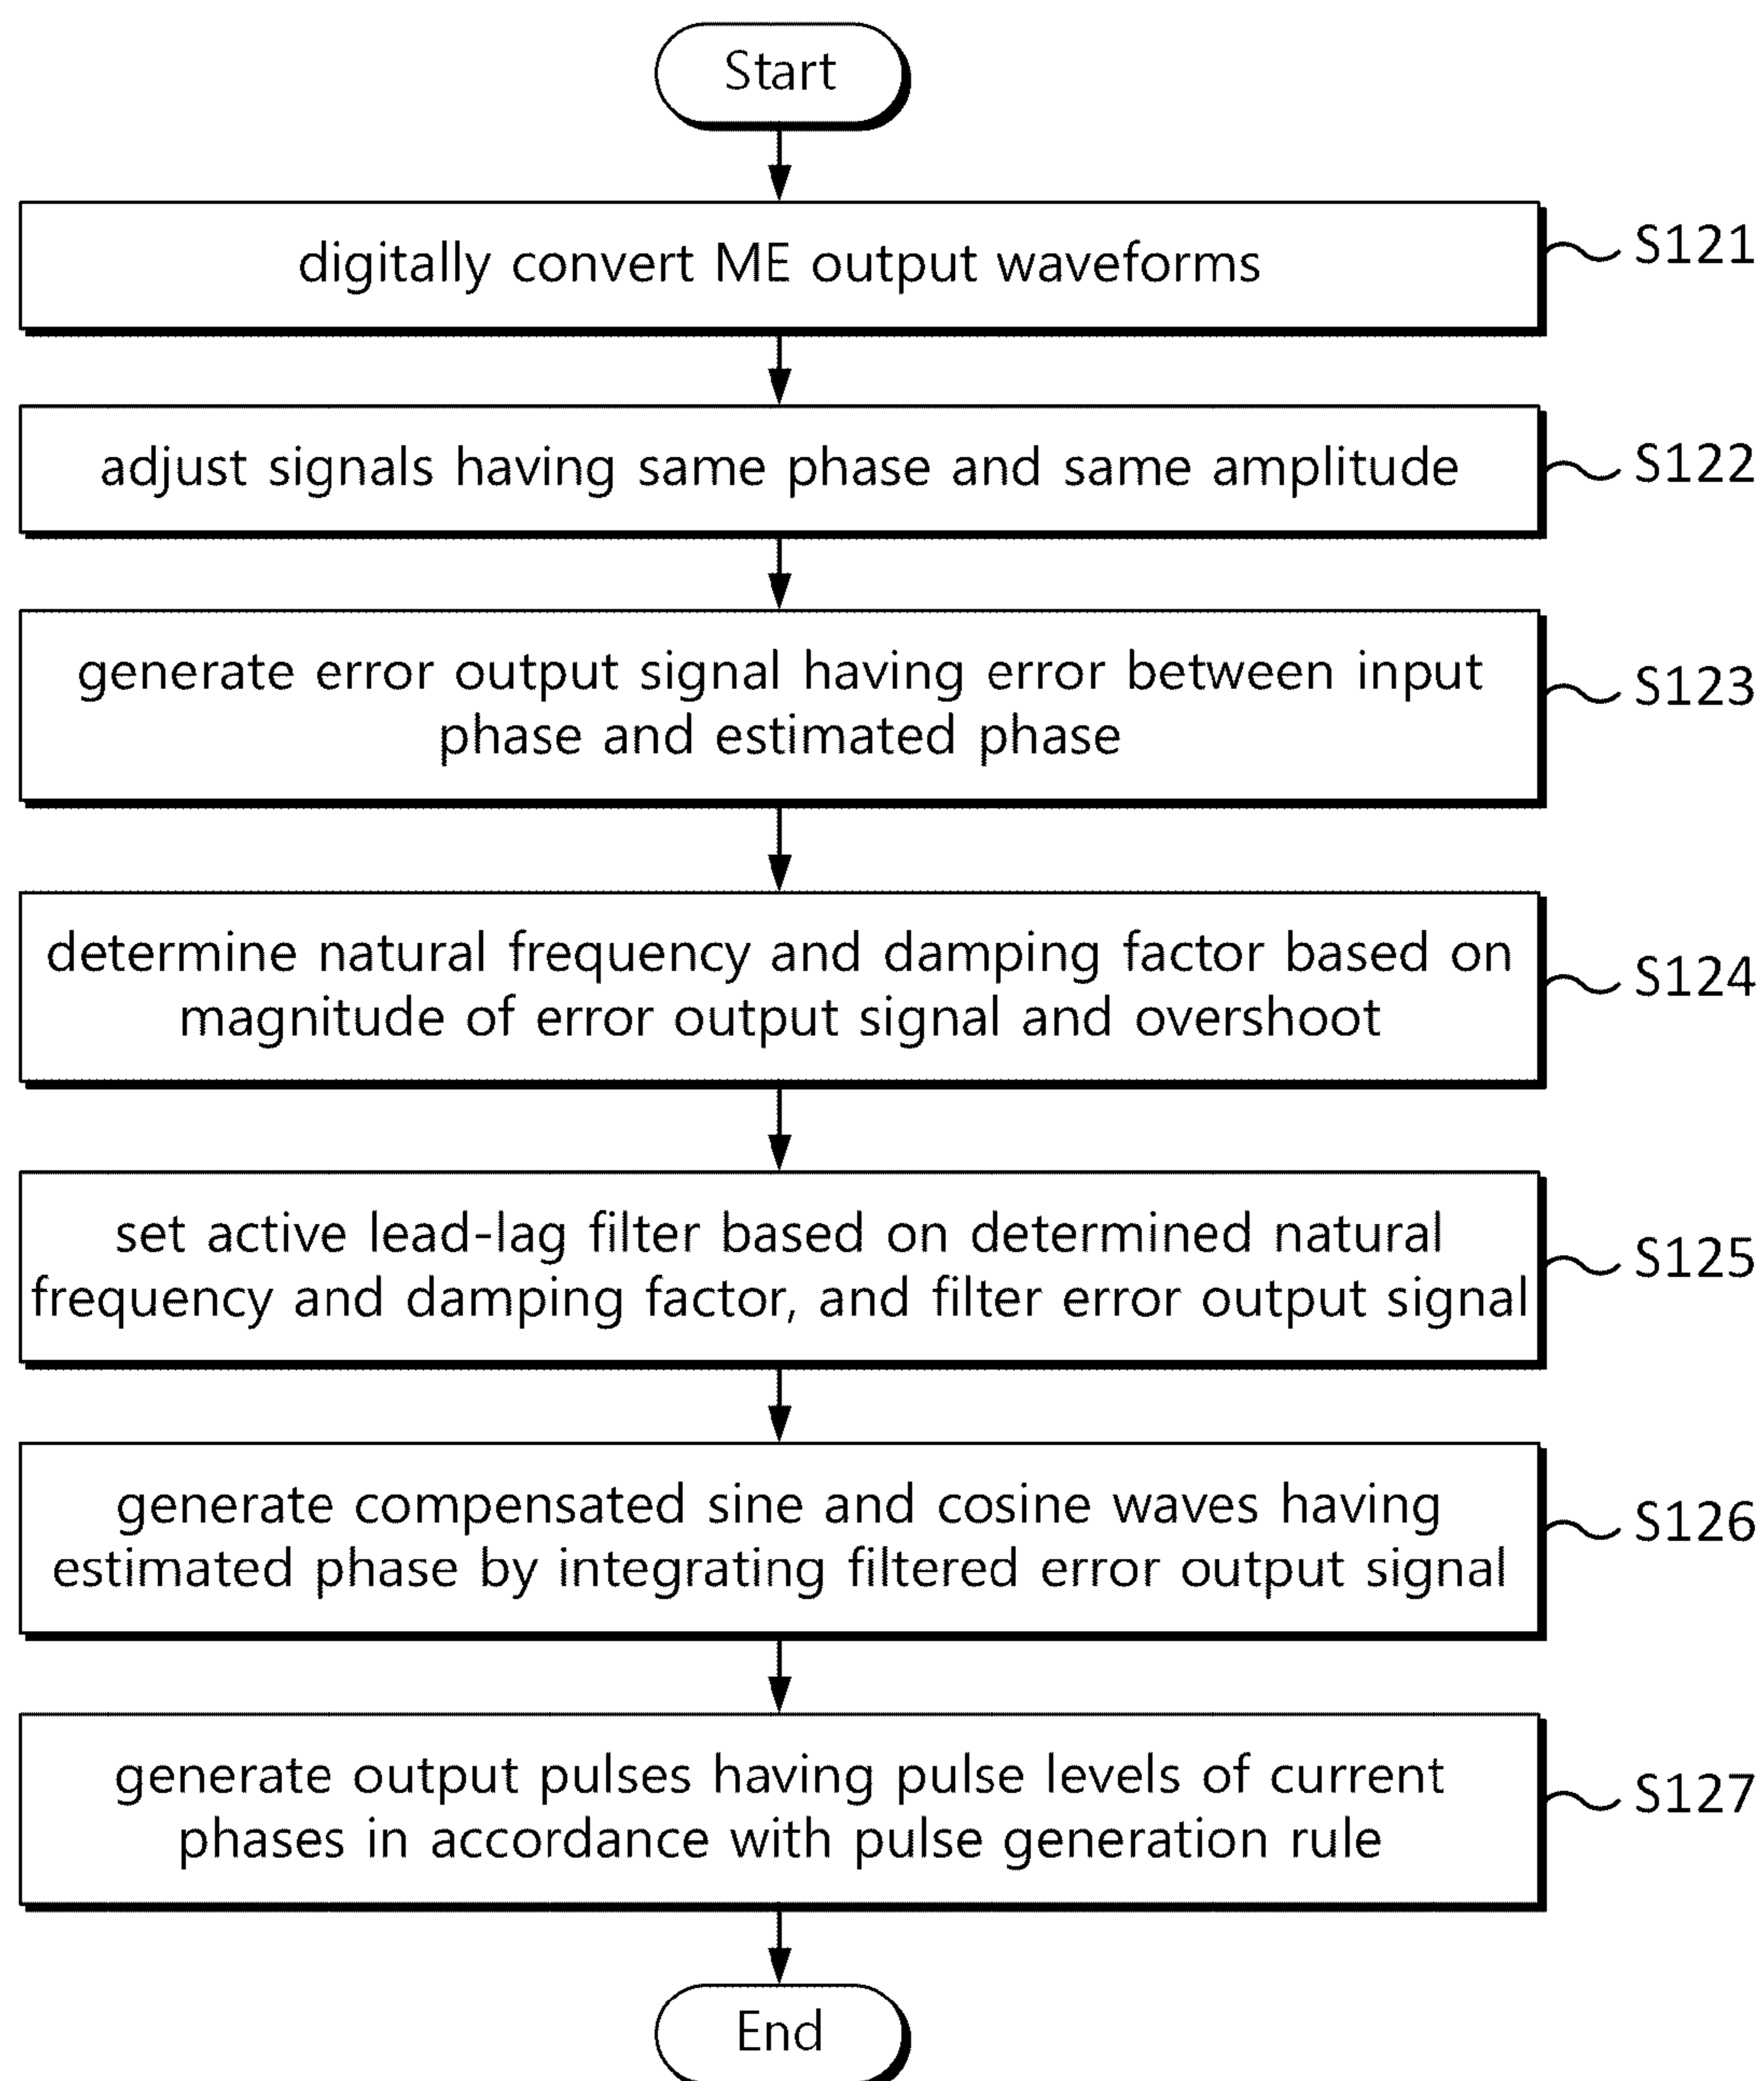 Start
digitally convert ME output waveforms
S121
adjust signals having same phase and same amplitude
S122
generate error output signal having error between input
phase and estimated phase
S123
determine natural frequency and damping factor based on
magnitude of error output signal and overshoot
S124
set active lead-lag filter based on determined natural
frequency and damping factor, and filter error output signal
S125
generate compensated sine and cosine waves having
estimated phase by integrating filtered error output signal
S126
generate output pulses having pulse levels of current
phases in accordance with pulse generation rule
S127
End